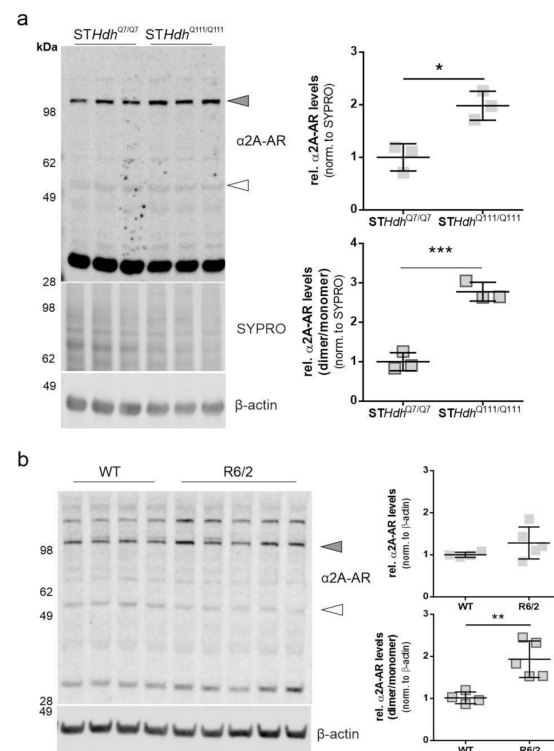 a
STHdhQ7/Q7 STHdhQ111/Q111
kDa
98
62
49
28
α2A-AR
98
62
SYPRO
49
β-actin
rel. α2A-AR levels
(norm. to SYPRO)
3
2
1
0
*
STHdhQ7/Q7 STHdhQ111/Q111
rel. α2A-AR levels
(dimer/monomer)
(norm. to SYPRO)
4
3
2
1
0
***
STHdhQ7/Q7 STHdhQ111/Q111
b
WT R6/2
98
62
49
28
α2A-AR
49
β-actin
rel. α2A-AR levels
(norm. to β-actin)
3
2
1
0
WT R6/2
rel. α2A-AR levels
(dimer/monomer)
(norm. to β-actin)
3
2
1
0
**
WT R6/2